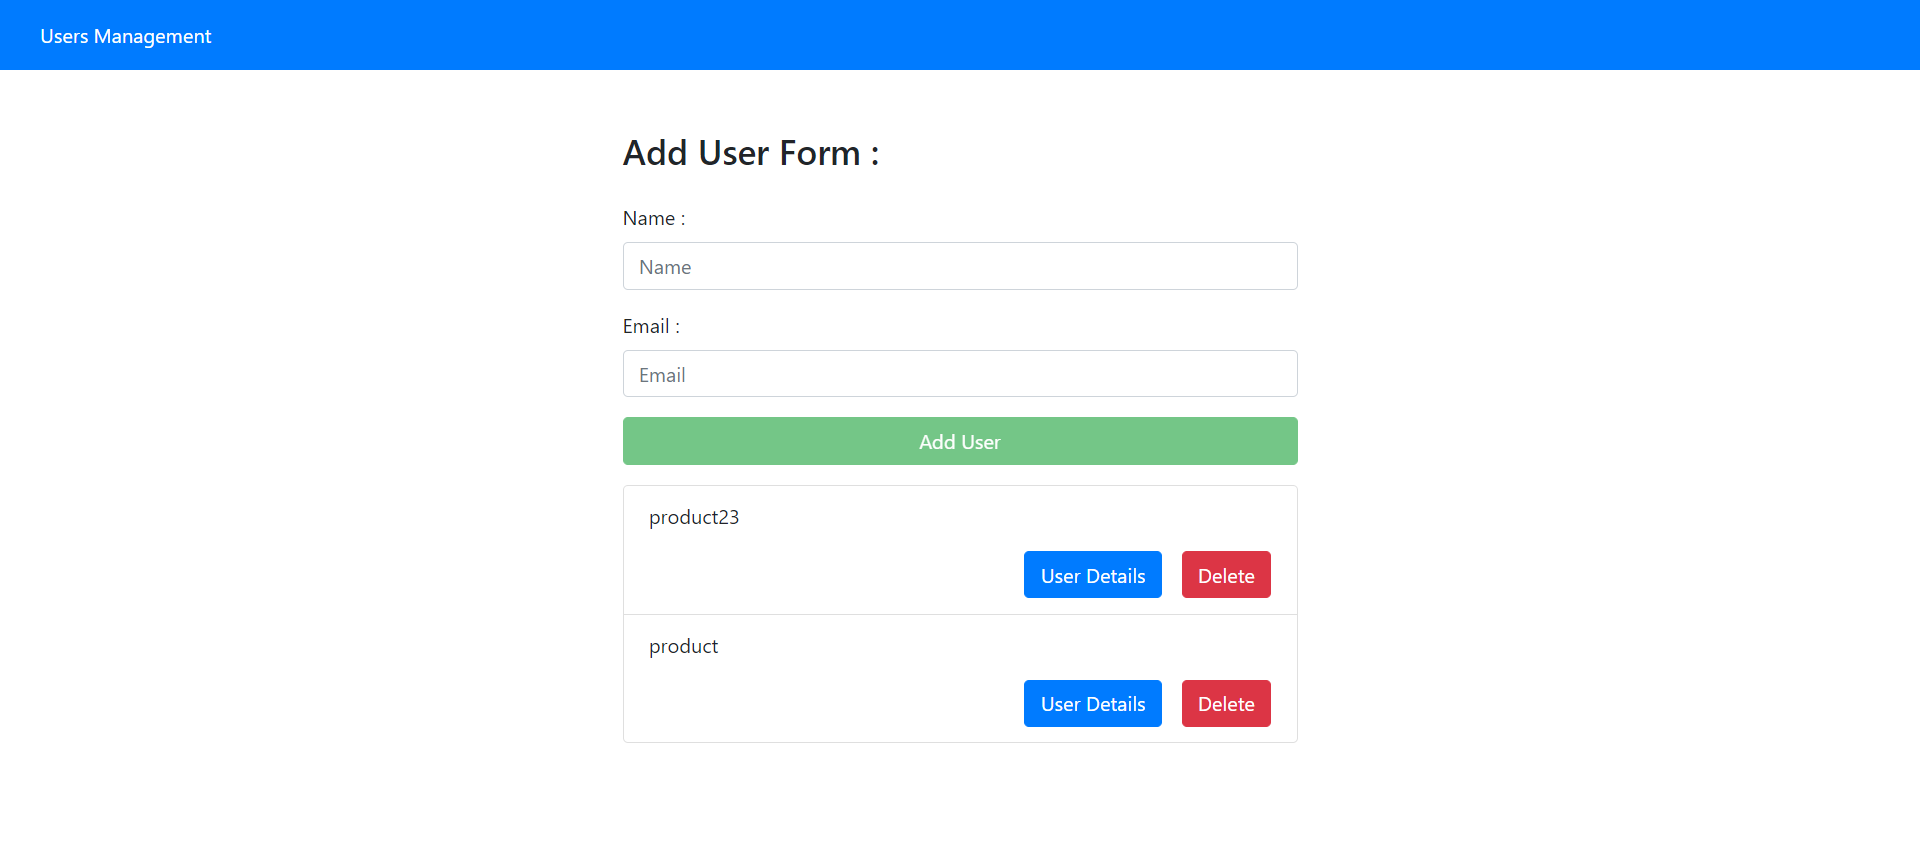 Users Management
Add User Form :
Name :
Name
Email :
Email
Add User
product23
User Details Delete
product
User Details Delete